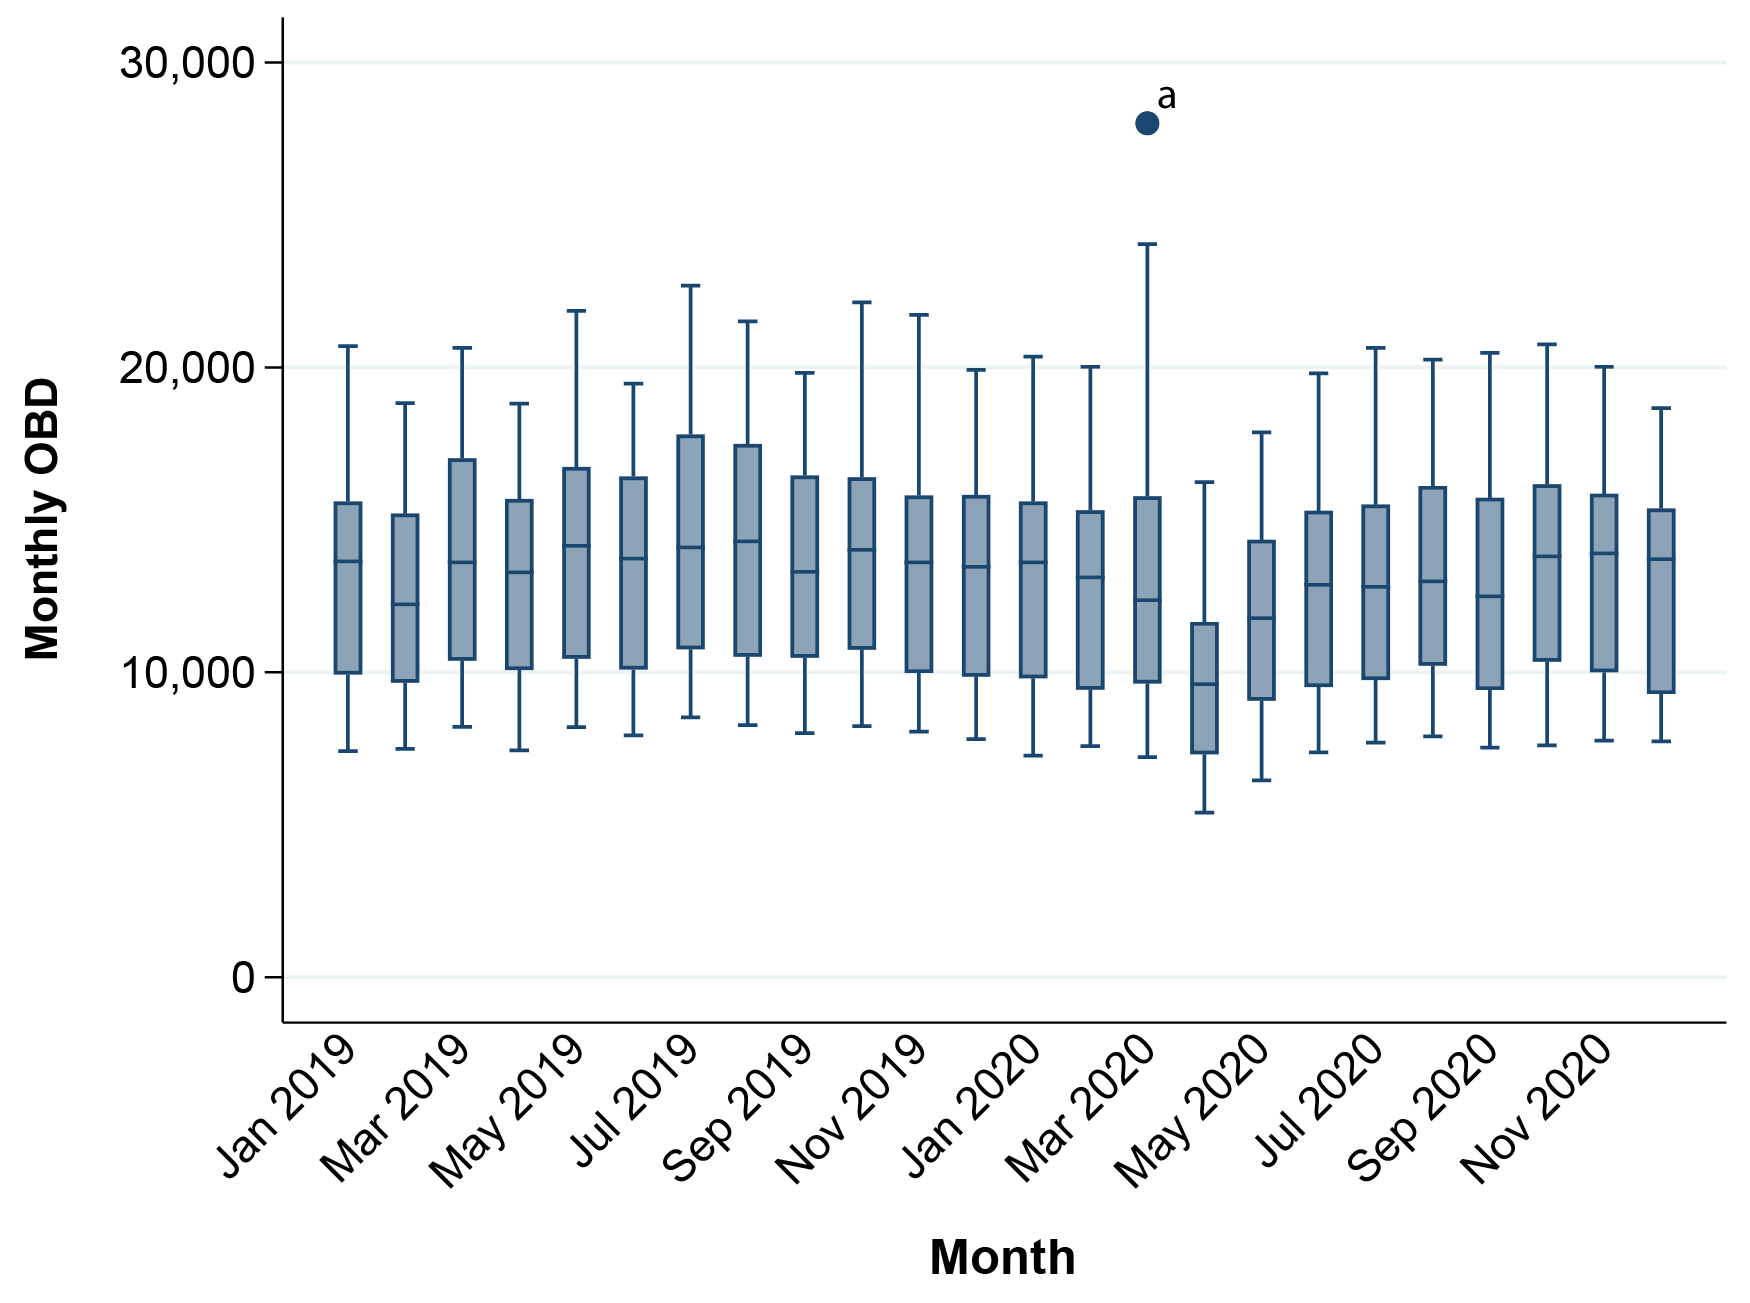 30,000
a
20,000
Monthly OBD
10,000
0
Jan 2019
Mar 2019
May 2019
Jul 2019
Sep 2019
Nov 2019
Jan 2020
Mar 2020
May 2020
Jul 2020
Sep 2020
Nov 2020
Month